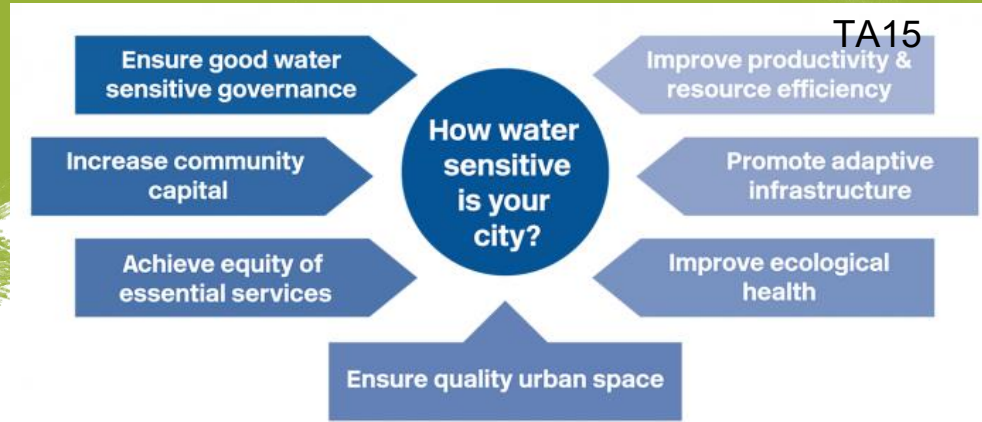 TA15
Ensure good water
sensitive governance
Increase community
capital
Achieve equity of
essential services
How water
sensitive
is your
city?
Improve productivity &
resource efficiency
Promote adaptive
infrastructure
Improve ecological
health
Ensure quality urban space